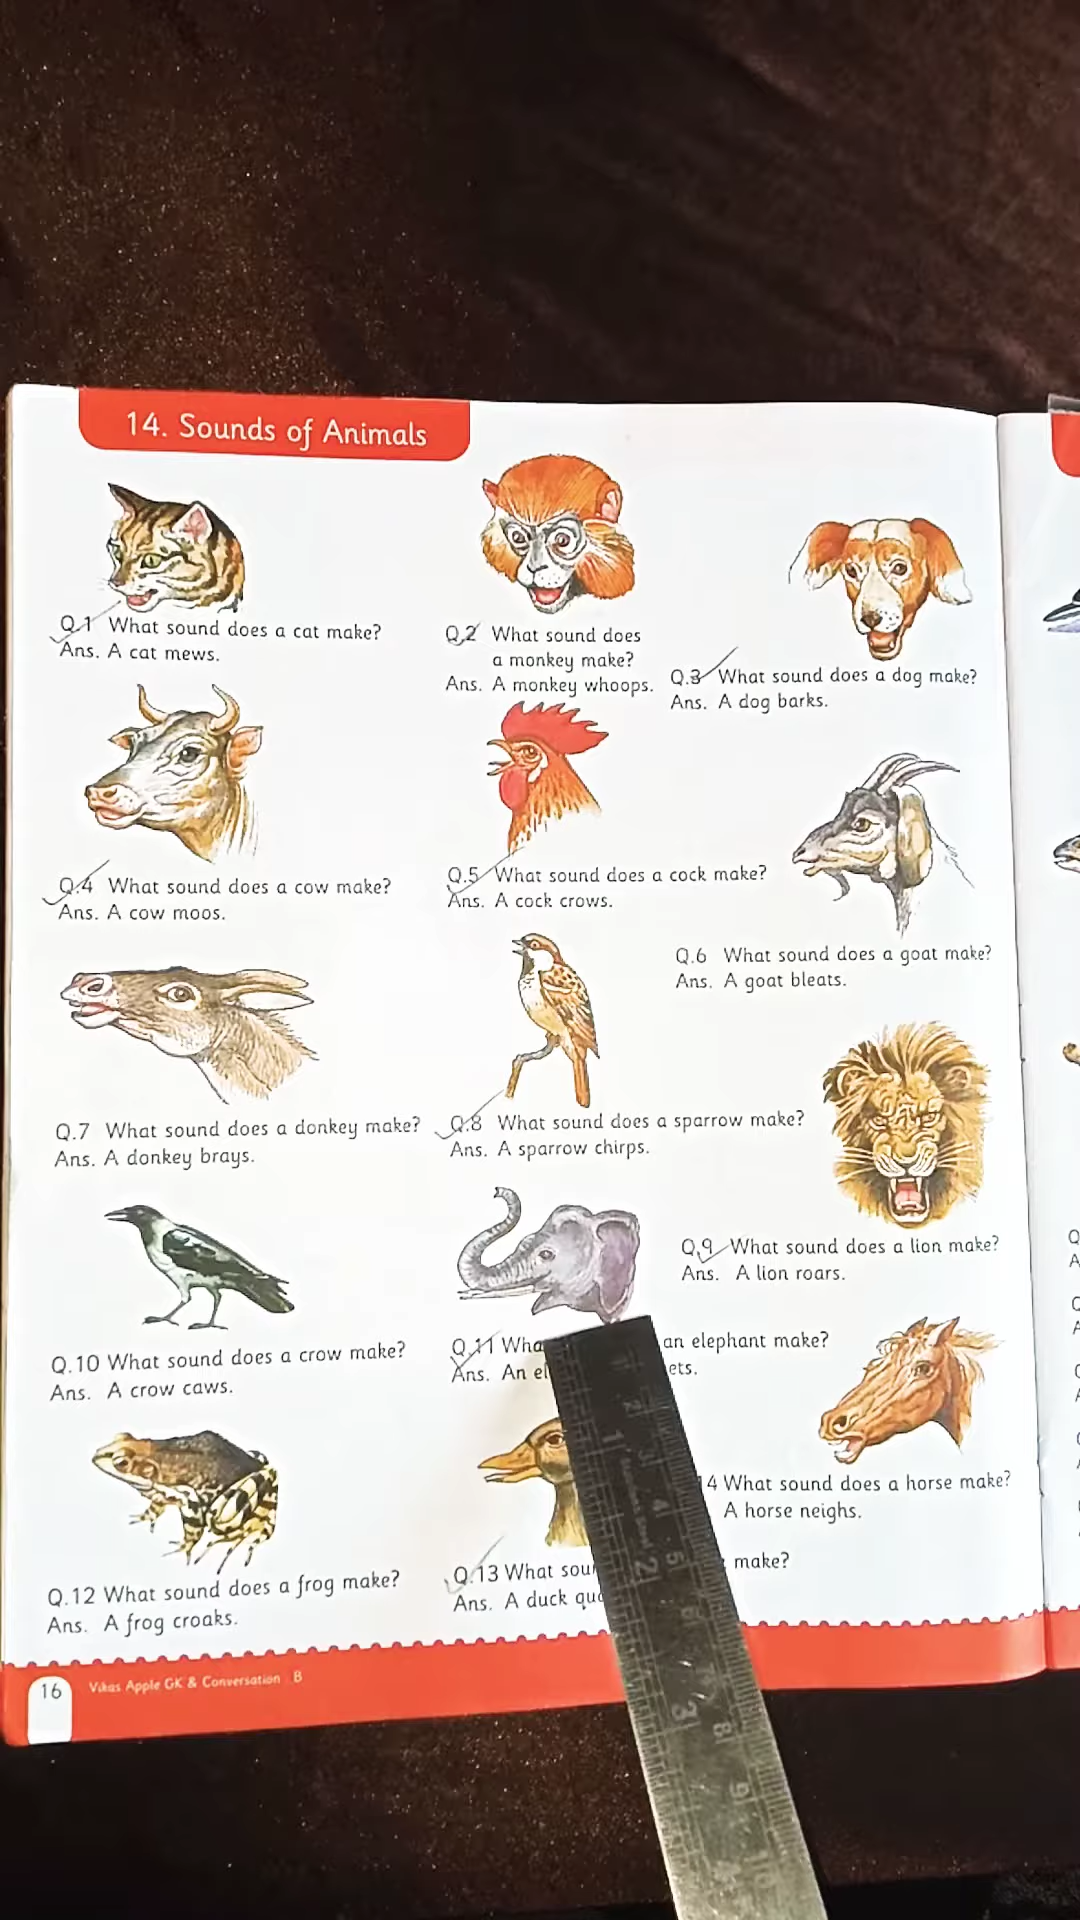 14. Sounds of Animals
Q.1 What sound does a cat make?
Ans. A cat mews.
Q.2 What sound does
a monkey make?
Ans. A monkey whoops.
Q.3 What sound does a dog make?
Ans. A dog barks.
Q.4 What sound does a cow make?
Ans. A cow moos.
Q.5 What sound does a cock make?
Ans. A cock crows.
Q.6 What sound does a goat make?
Ans. A goat bleats.
Q.7 What sound does a donkey make?
Ans. A donkey brays.
Q.8 What sound does a sparrow make?
Ans. A sparrow chirps.
Q.9 What sound does a lion make?
Ans. A lion roars.
Q.10 What sound does a crow make?
Ans. A crow caws.
Q.11 an elephant make?
Ans. An
Q.12 What sound does a frog make?
Ans. A frog croaks.
Q.13 What make?
Ans. A duck
4 What sound does a horse make?
A horse neighs.
16 Vikas Apple GK & Conversation B